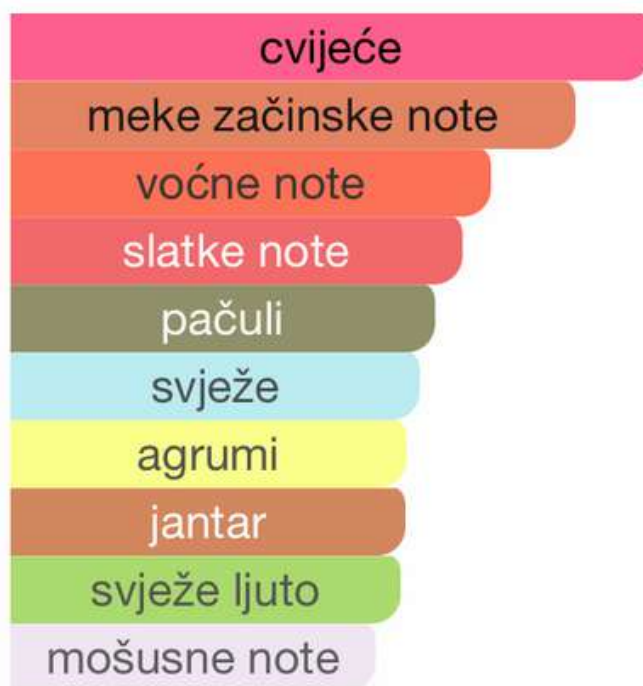 cvijeće
meke začinske note
voćne note
slatke note
pačuli
svježe
agrumi
jantar
svježe ljuto
mošusne note